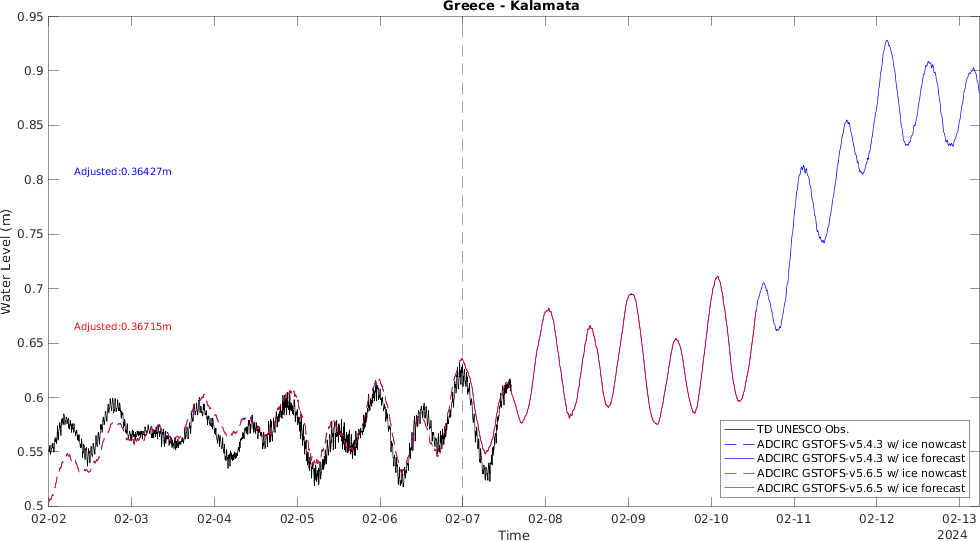 Greece - Kalamata
Water Level (m)
0.95
0.9
0.85
0.8
0.75
0.7
0.65
0.6
0.55
0.5
Adjusted:0.36427m
Adjusted:0.36715m
TD UNESCO Obs.
ADCIRC GSTOFS-v5.4.3 w/ ice nowcast
ADCIRC GSTOFS-v5.4.3 w/ ice forecast
ADCIRC GSTOFS-v5.6.5 w/ ice nowcast
ADCIRC GSTOFS-v5.6.5 w/ ice forecast
02-02 02-03 02-04 02-05 02-06 02-07 02-08 02-09 02-10 02-11 02-12 02-13
Time
2024